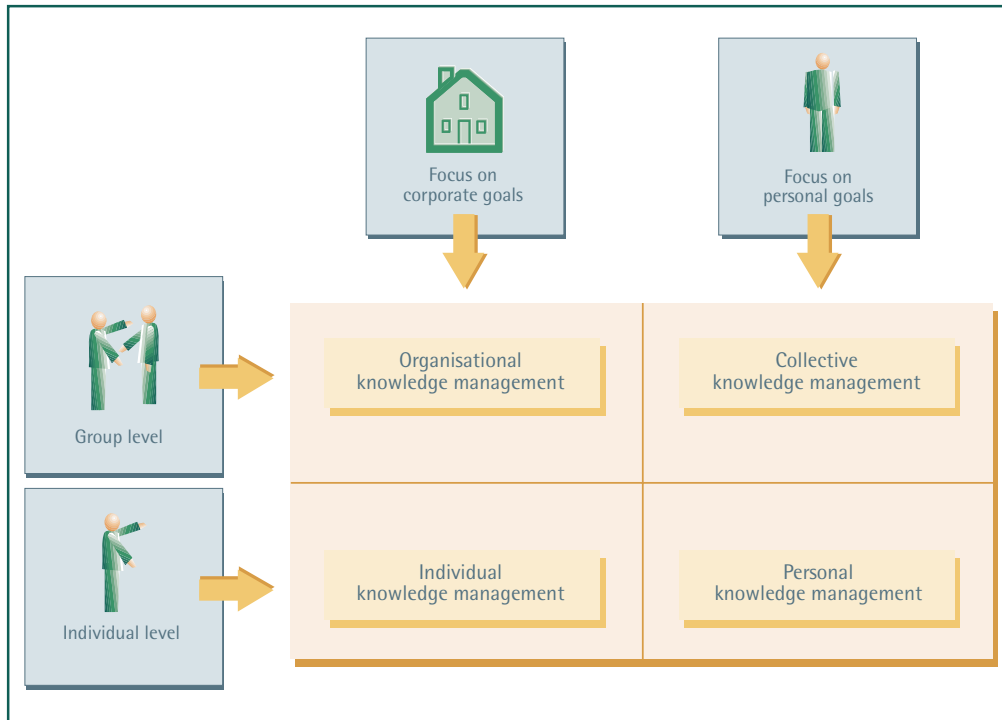 Focus on
corporate goals
Focus on
personal goals
Group level
Organisational
knowledge management
Collective
knowledge management
Individual level
Individual
knowledge management
Personal
knowledge management